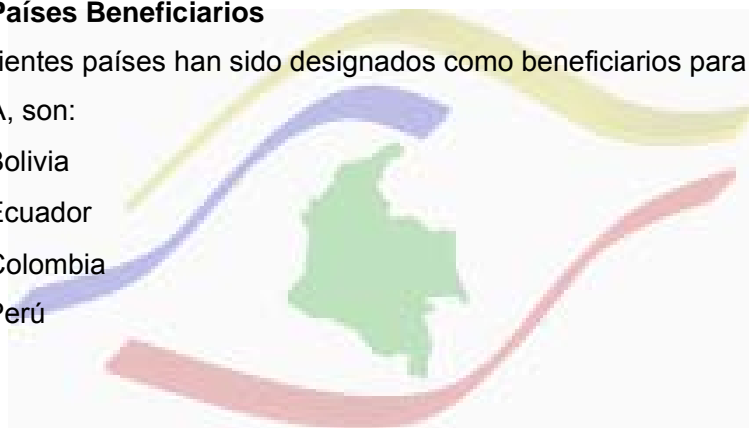 Países Beneficiarios
ientes países han sido designados como beneficiarios para
A, son:
Bolivia
Ecuador
Colombia
Perú